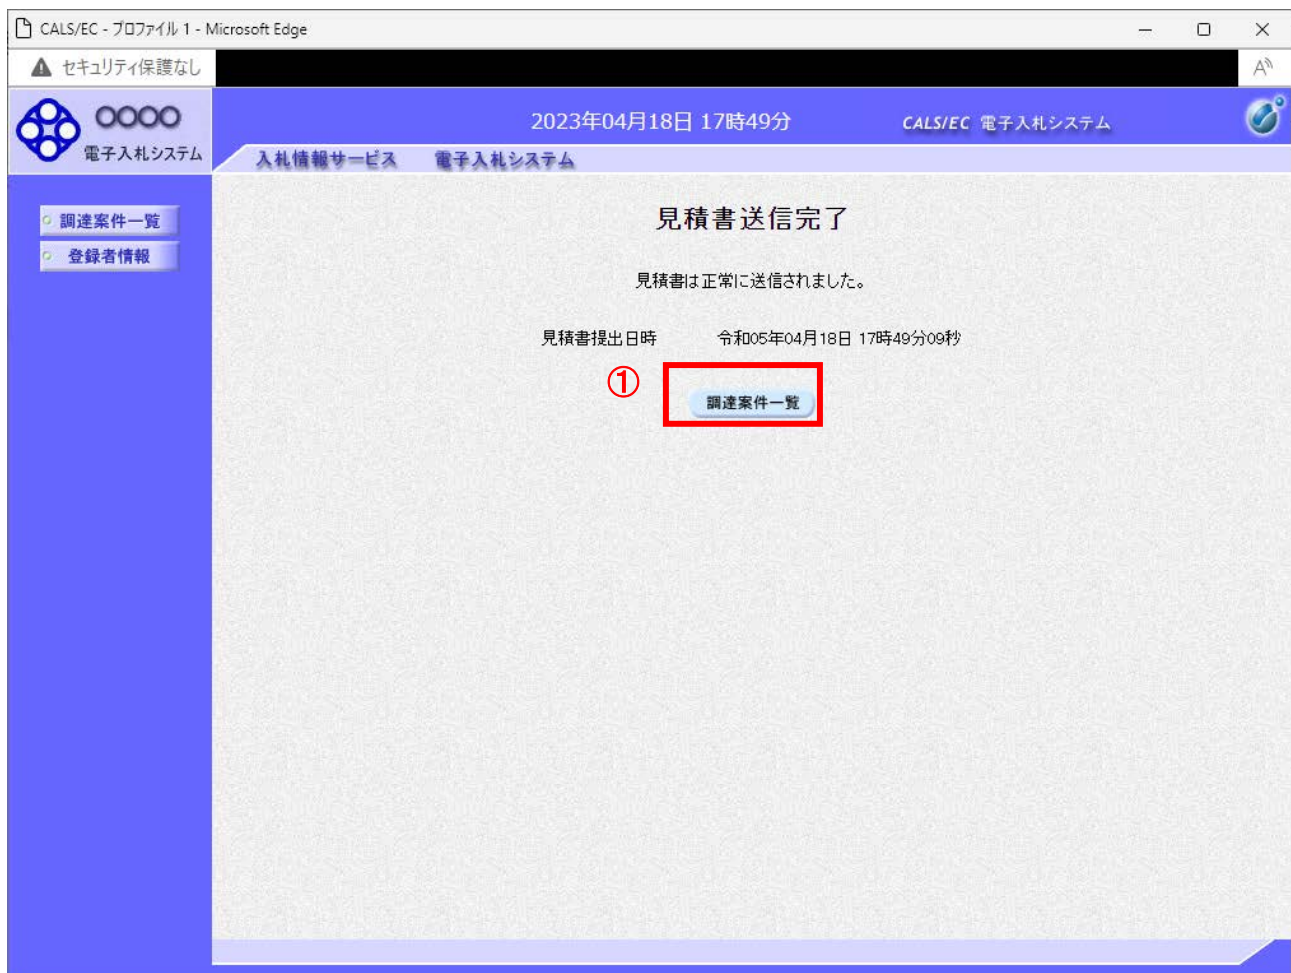 CALS/EC - プロファイル 1 - Microsoft Edge
セキュリティ保護なし
A
OOOO
電子入札システム
2023年04月18日 17時49分
CALS/EC 電子入札システム
入札情報サービス 電子入札システム
調達案件一覧
登録者情報
見積書送信完了
見積書は正常に送信されました。
見積書提出日時 令和05年04月18日 17時49分09秒
①
調達案件一覧